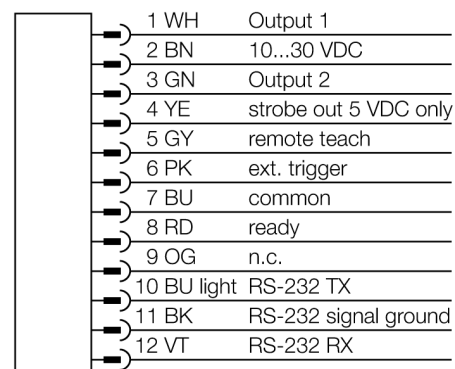 1 WH Output 1
2 BN 10...30 VDC
3 GN Output 2
4 YE strobe out 5 VDC only
5 GY remote teach
6 PK ext. trigger
7 BU common
8 RD ready
9 OG n.c.
10 BU light RS-232 TX
11 BK RS-232 signal ground
12 VT RS-232 RX